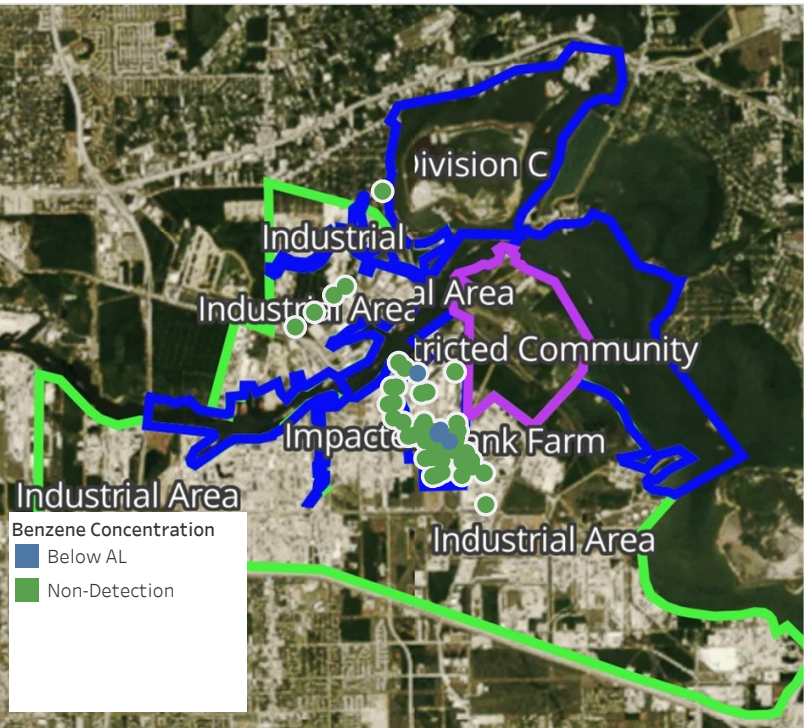 Division C
Industrial
al Area
Industrial Area
tricted Community
Impacte
ank Farm
Industrial Area
Industrial Area
Benzene Concentration
Below AL
Non-Detection